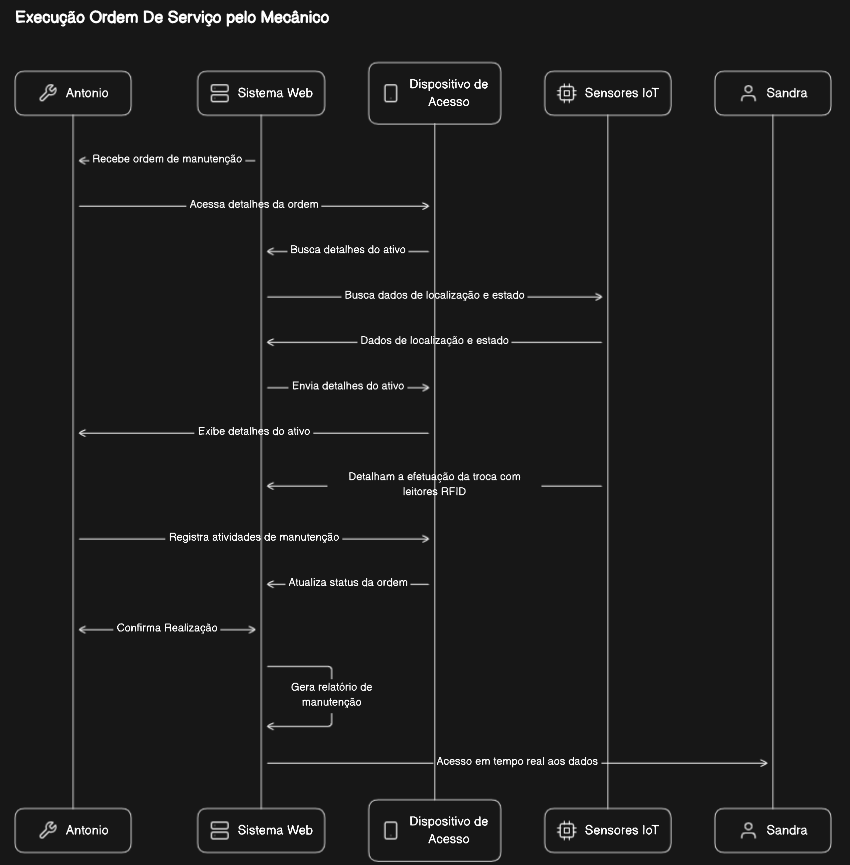 Execução Ordem De Serviço pelo Mecânico
Antonio
Sistema Web
Dispositivo de
Acesso
Sensores IoT
Sandra
Recebe ordem de manutenção
Acessa detalhes da ordem
Busca detalhes do ativo
Busca dados de localização e estado
Dados de localização e estado
Envia detalhes do ativo
Exibe detalhes do ativo
Detalham a efetuação da troca com
leitores RFID
Registra atividades de manutenção
Atualiza status da ordem
Confirma Realização
Gera relatório de
manutenção
Acesso em tempo real aos dados
Antonio
Sistema Web
Dispositivo de
Acesso
Sensores IoT
Sandra